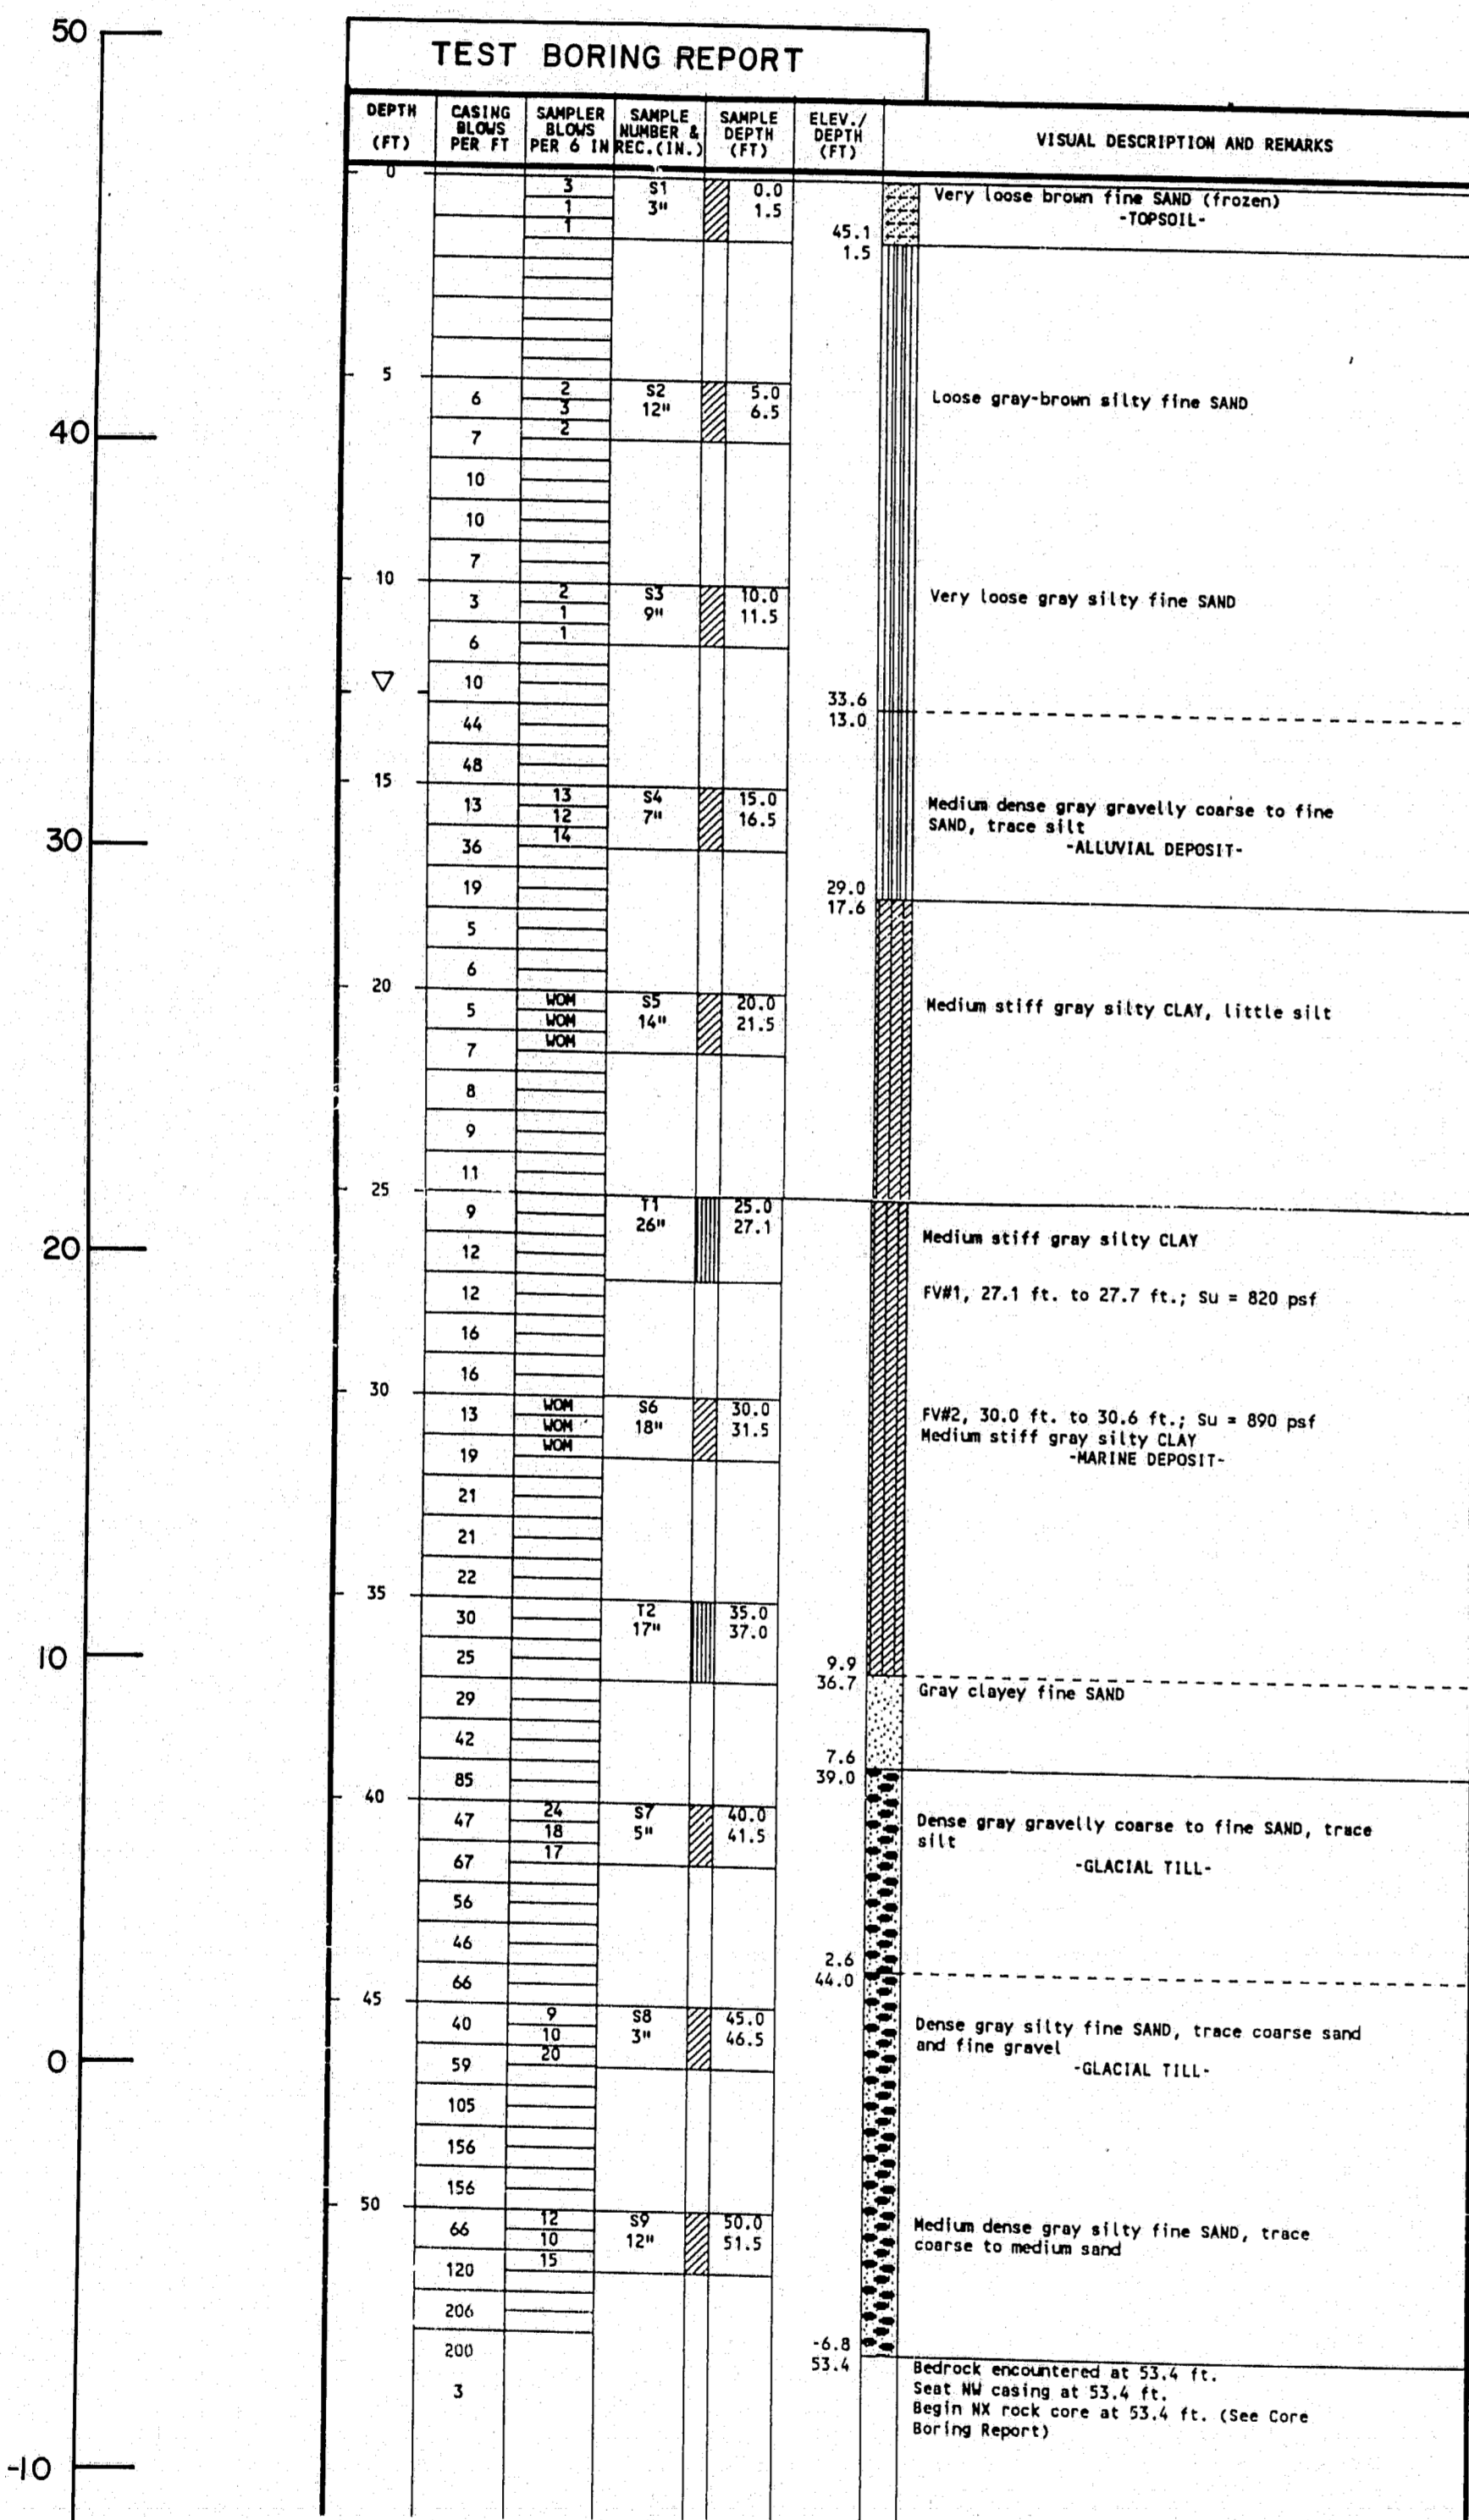 50
40
30
20
10
0
-10
TEST BORING REPORT
DEPTH (FT)
CASING BLOWS PER FT
SAMPLER BLOWS PER 6 IN
SAMPLE NUMBER & REC.(IN.)
SAMPLE DEPTH (FT)
ELEV./ DEPTH (FT)
VISUAL DESCRIPTION AND REMARKS
0
3 S1 0.0 Very loose brown fine SAND (frozen)
1 3" 1.5 -TOPSOIL-
1 45.1
1.5
5
6 2 S2 5.0 Loose gray-brown silty fine SAND
3 12" 6.5
7 2
10
10
7
10
3 2 S3 10.0 Very loose gray silty fine SAND
1 9" 11.5
6 1
▽ 10
33.6
44 13.0
48
15
13 13 S4 15.0 Medium dense gray gravelly coarse to fine
12 7" 16.5 SAND, trace silt
36 14 -ALLUVIAL DEPOSIT-
19 29.0
17.6
5
6
20
5 WOM S5 20.0 Medium stiff gray silty CLAY, little silt
WOM 14" 21.5
7 WOM
8
9
11
25
9 T1 25.0
26" 27.1 Medium stiff gray silty CLAY
12
12 FV#1, 27.1 ft. to 27.7 ft.; Su = 820 psf
16
16
30
13 WOM S6 30.0 FV#2, 30.0 ft. to 30.6 ft.; Su = 890 psf
WOM 18" 31.5 Medium stiff gray silty CLAY
19 WOM -MARINE DEPOSIT-
21
21
22
35
30 T2 35.0
17" 37.0
25 9.9
36.7 Gray clayey fine SAND
29
42 7.6
85 39.0
40
47 24 S7 40.0 Dense gray gravelly coarse to fine SAND, trace
18 5" 41.5 silt
67 17 -GLACIAL TILL-
56
46 2.6
66 44.0
45
40 9 S8 45.0 Dense gray silty fine SAND, trace coarse sand
10 3" 46.5 and fine gravel
59 20 -GLACIAL TILL-
105
156
156
50
66 12 S9 50.0 Medium dense gray silty fine SAND, trace
10 12" 51.5 coarse to medium sand
120 15
206
200 -6.8
53.4 Bedrock encountered at 53.4 ft.
3 Seat NW casing at 53.4 ft.
Begin NX rock core at 53.4 ft. (See Core
Boring Report)